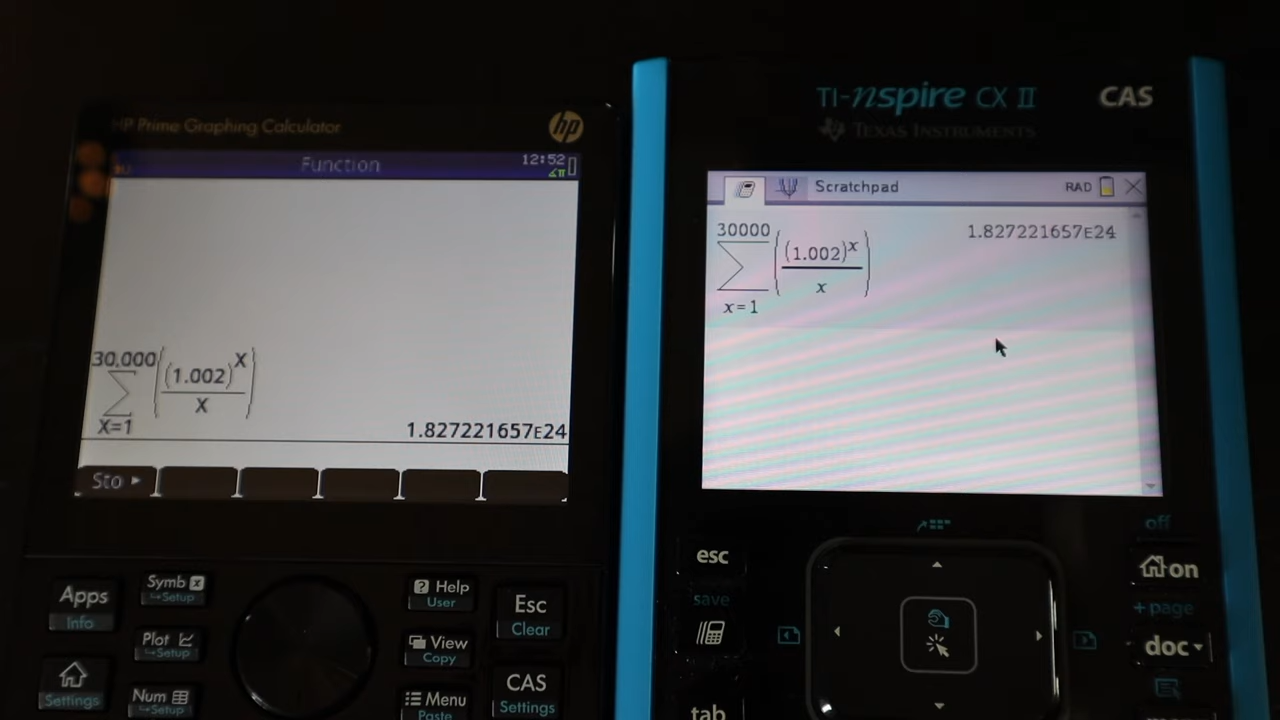 HP Prime Graphing Calculator
hp
Function
12:52
∡π
30,000
(1.002)^X
X
X=1
1.827221657E24
Sto ▸
Apps
Info
Symb
↪Setup
Plot
↪Setup
Settings
Num
↪Setup
? Help
User
View
Copy
Menu
Paste
Esc
Clear
CAS
Settings
TI-nspire CX II CAS
TEXAS INSTRUMENTS
Scratchpad
RAD
30000
(1.002)^x
x
x=1
1.827221657E24
esc
save
tab
off
on
+ page
doc▾